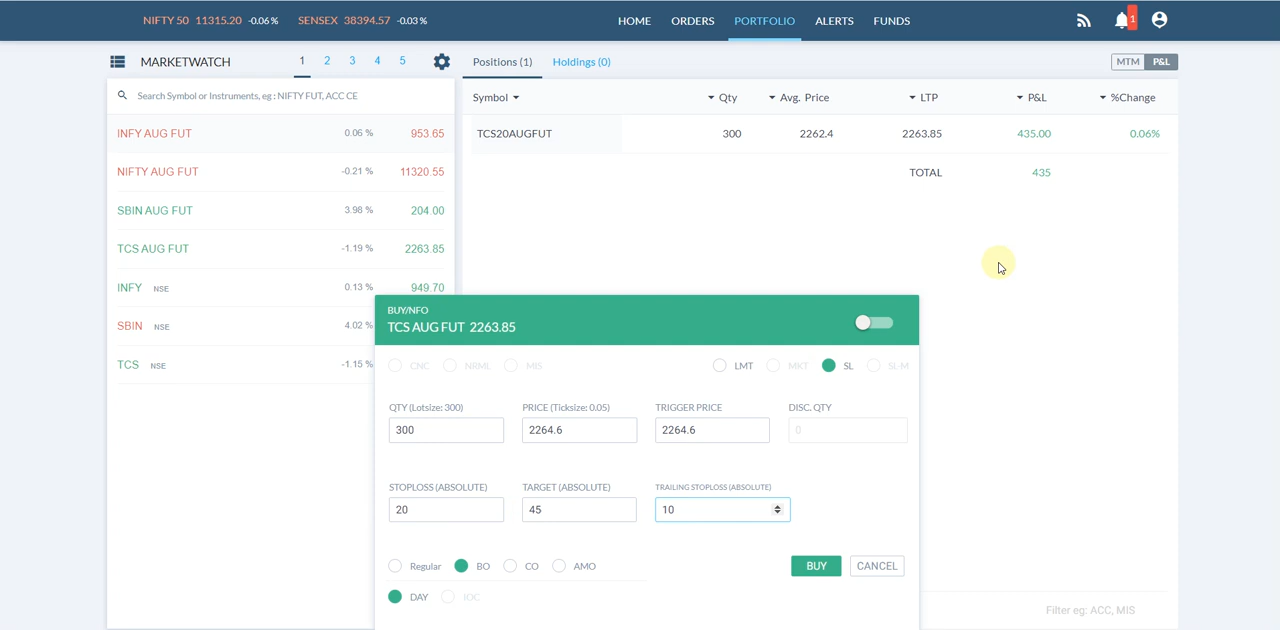 NIFTY 50 11315.20 -0.06% SENSEX 38394.57 -0.03% HOME ORDERS PORTFOLIO ALERTS FUNDS 1
MARKETWATCH 1 2 3 4 5 Positions (1) Holdings (0) MTM P&L
Search Symbol or Instruments, eg : NIFTY FUT, ACC CE
Symbol Qty Avg. Price LTP P&L %Change
INFY AUG FUT 0.06 % 953.65
TCS20AUGFUT 300 2262.4 2263.85 435.00 0.06%
NIFTY AUG FUT -0.21 % 11320.55
TOTAL 435
SBIN AUG FUT 3.98 % 204.00
TCS AUG FUT -1.19 % 2263.85
INFY NSE 0.13 % 949.70
SBIN NSE 4.02 %
TCS NSE -1.15 %
BUY/NFO
TCS AUG FUT 2263.85
CNC NRML MIS LMT MKT SL SL-M
QTY (Lotsize: 300) PRICE (Ticksize: 0.05) TRIGGER PRICE DISC. QTY
300 2264.6 2264.6 0
STOPLOSS (ABSOLUTE) TARGET (ABSOLUTE) TRAILING STOPLOSS (ABSOLUTE)
20 45 10
Regular BO CO AMO BUY CANCEL
DAY IOC
Filter eg: ACC, MIS